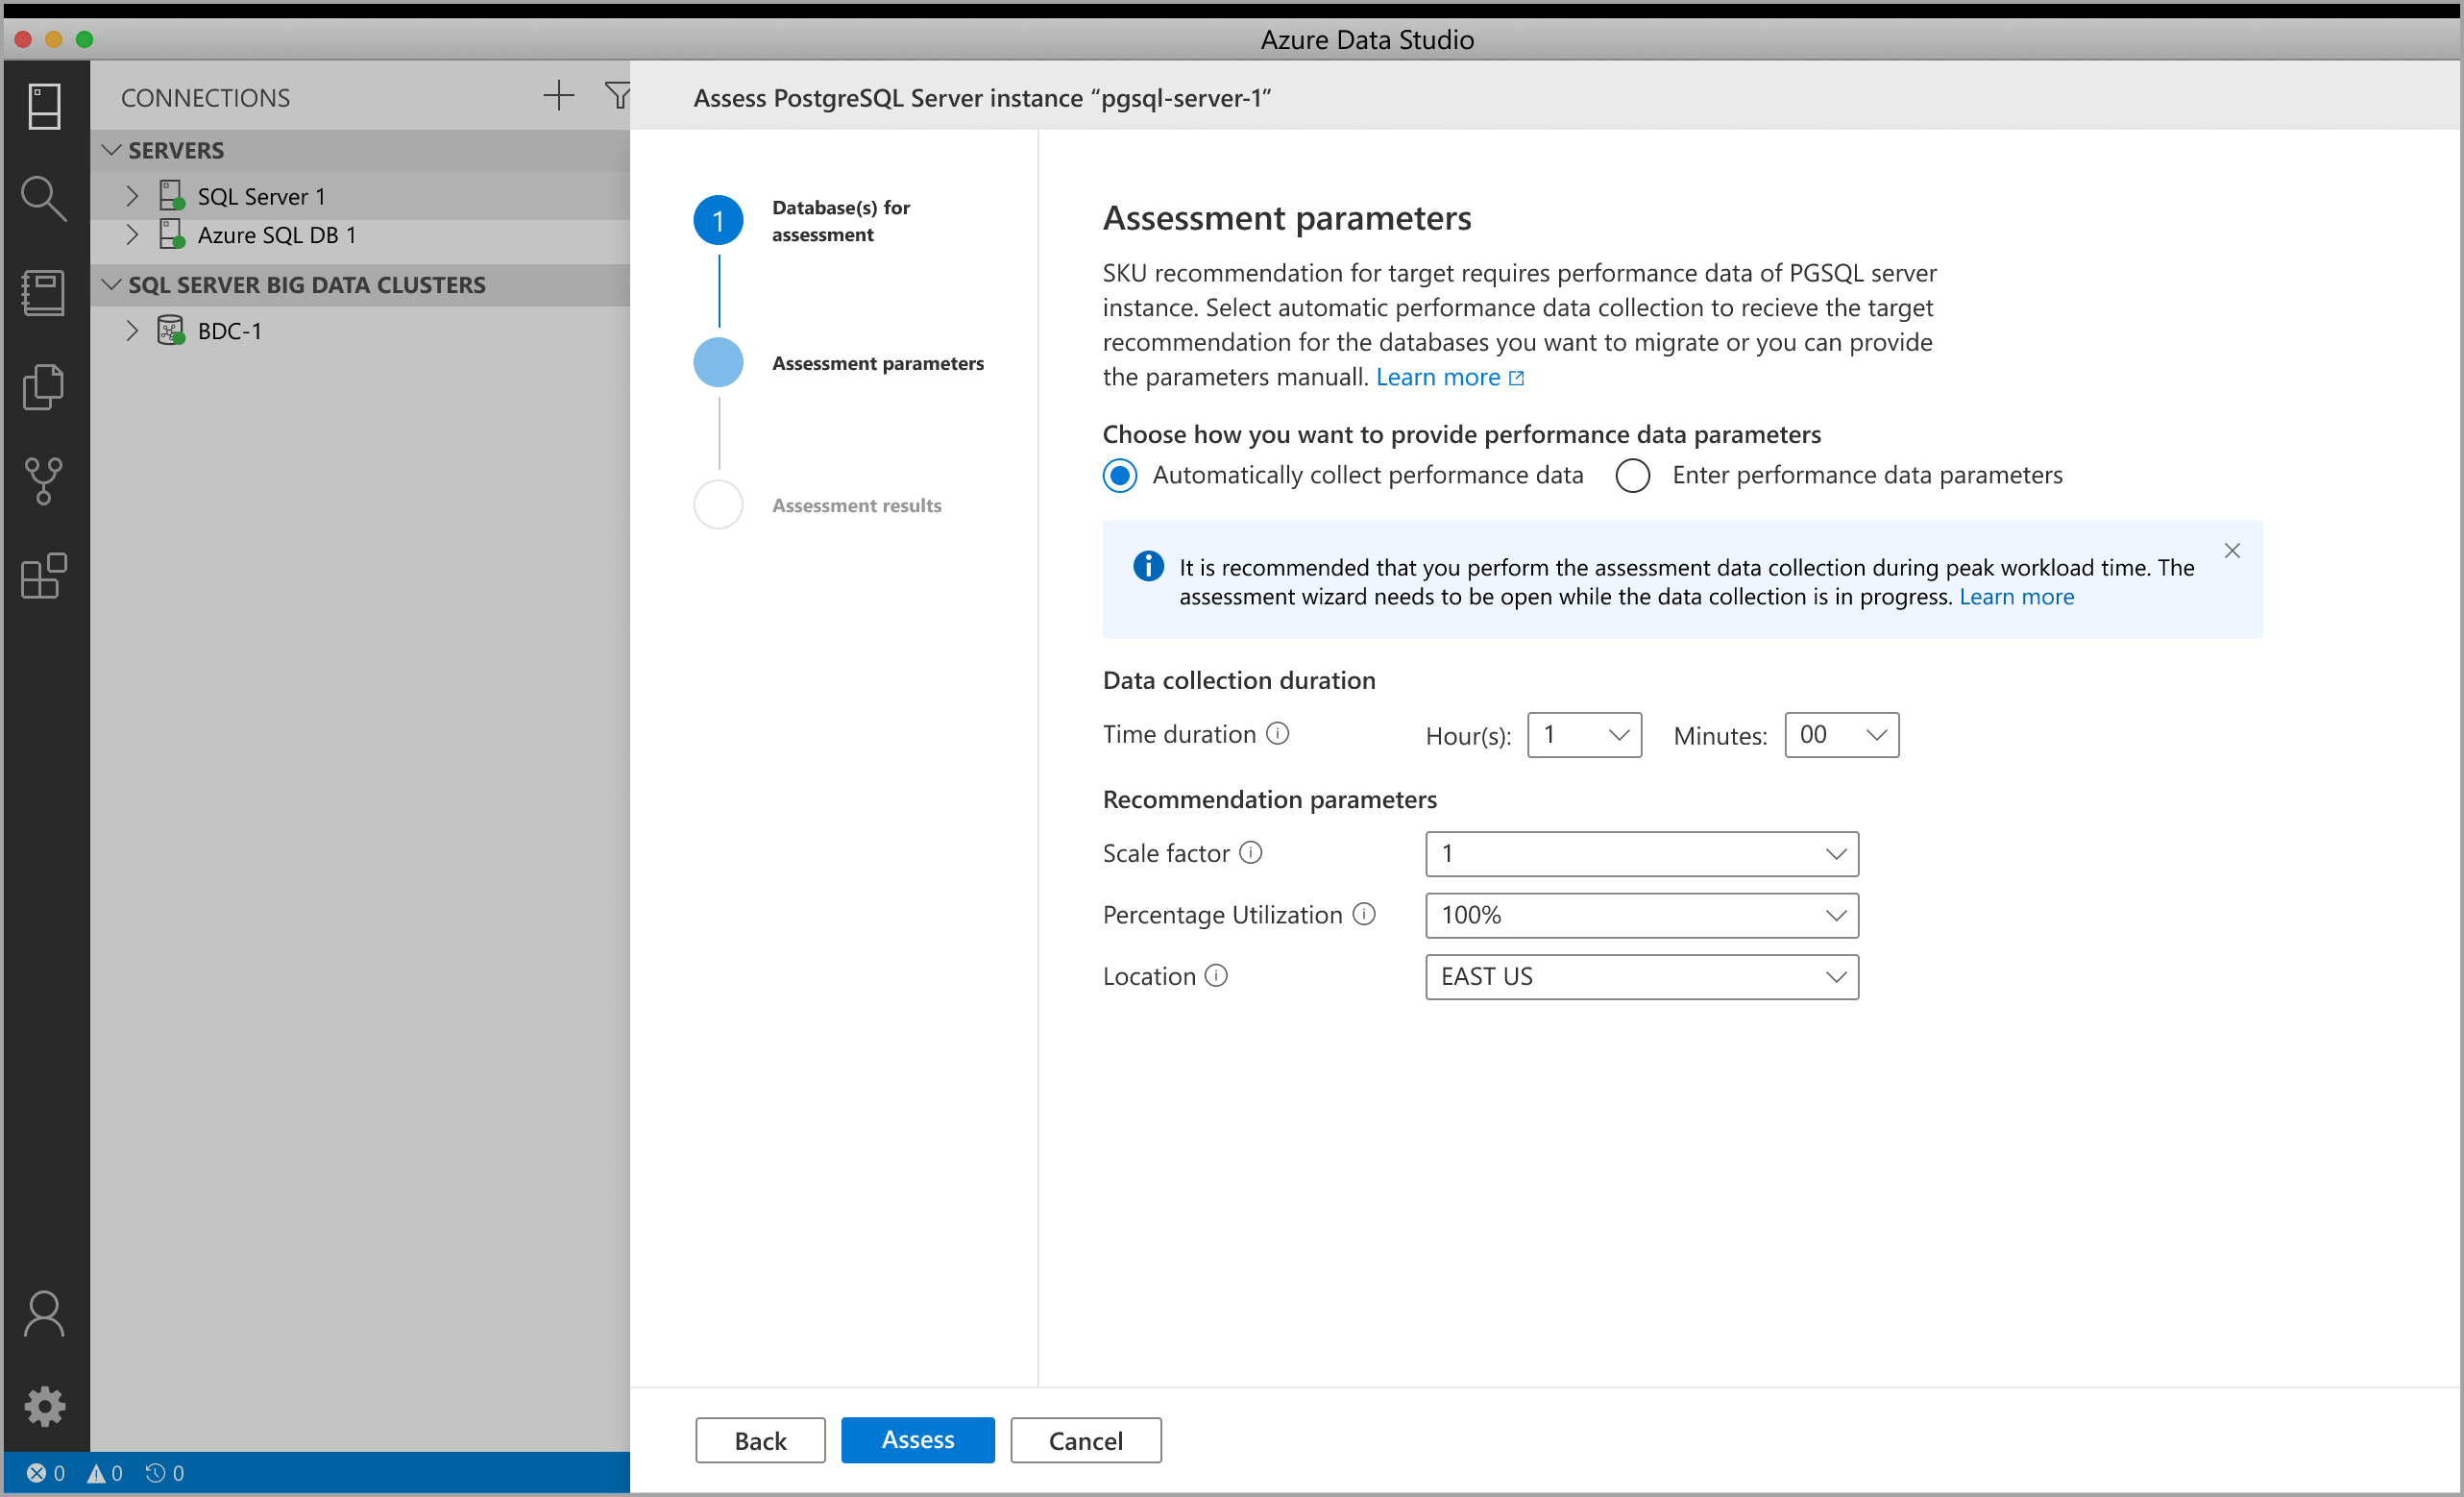 Azure Data Studio
CONNECTIONS
SERVERS
SQL Server 1
Azure SQL DB 1
SQL SERVER BIG DATA CLUSTERS
BDC-1
Assess PostgreSQL Server instance “pgsql-server-1”
1
Database(s) for
assessment
Assessment parameters
Assessment results
Assessment parameters
SKU recommendation for target requires performance data of PGSQL server
instance. Select automatic performance data collection to recieve the target
recommendation for the databases you want to migrate or you can provide
the parameters manuall. Learn more
Choose how you want to provide performance data parameters
Automatically collect performance data Enter performance data parameters
It is recommended that you perform the assessment data collection during peak workload time. The
assessment wizard needs to be open while the data collection is in progress. Learn more
Data collection duration
Time duration Hour(s): 1 Minutes: 00
Recommendation parameters
Scale factor 1
Percentage Utilization 100%
Location EAST US
Back Assess Cancel
0 0 0